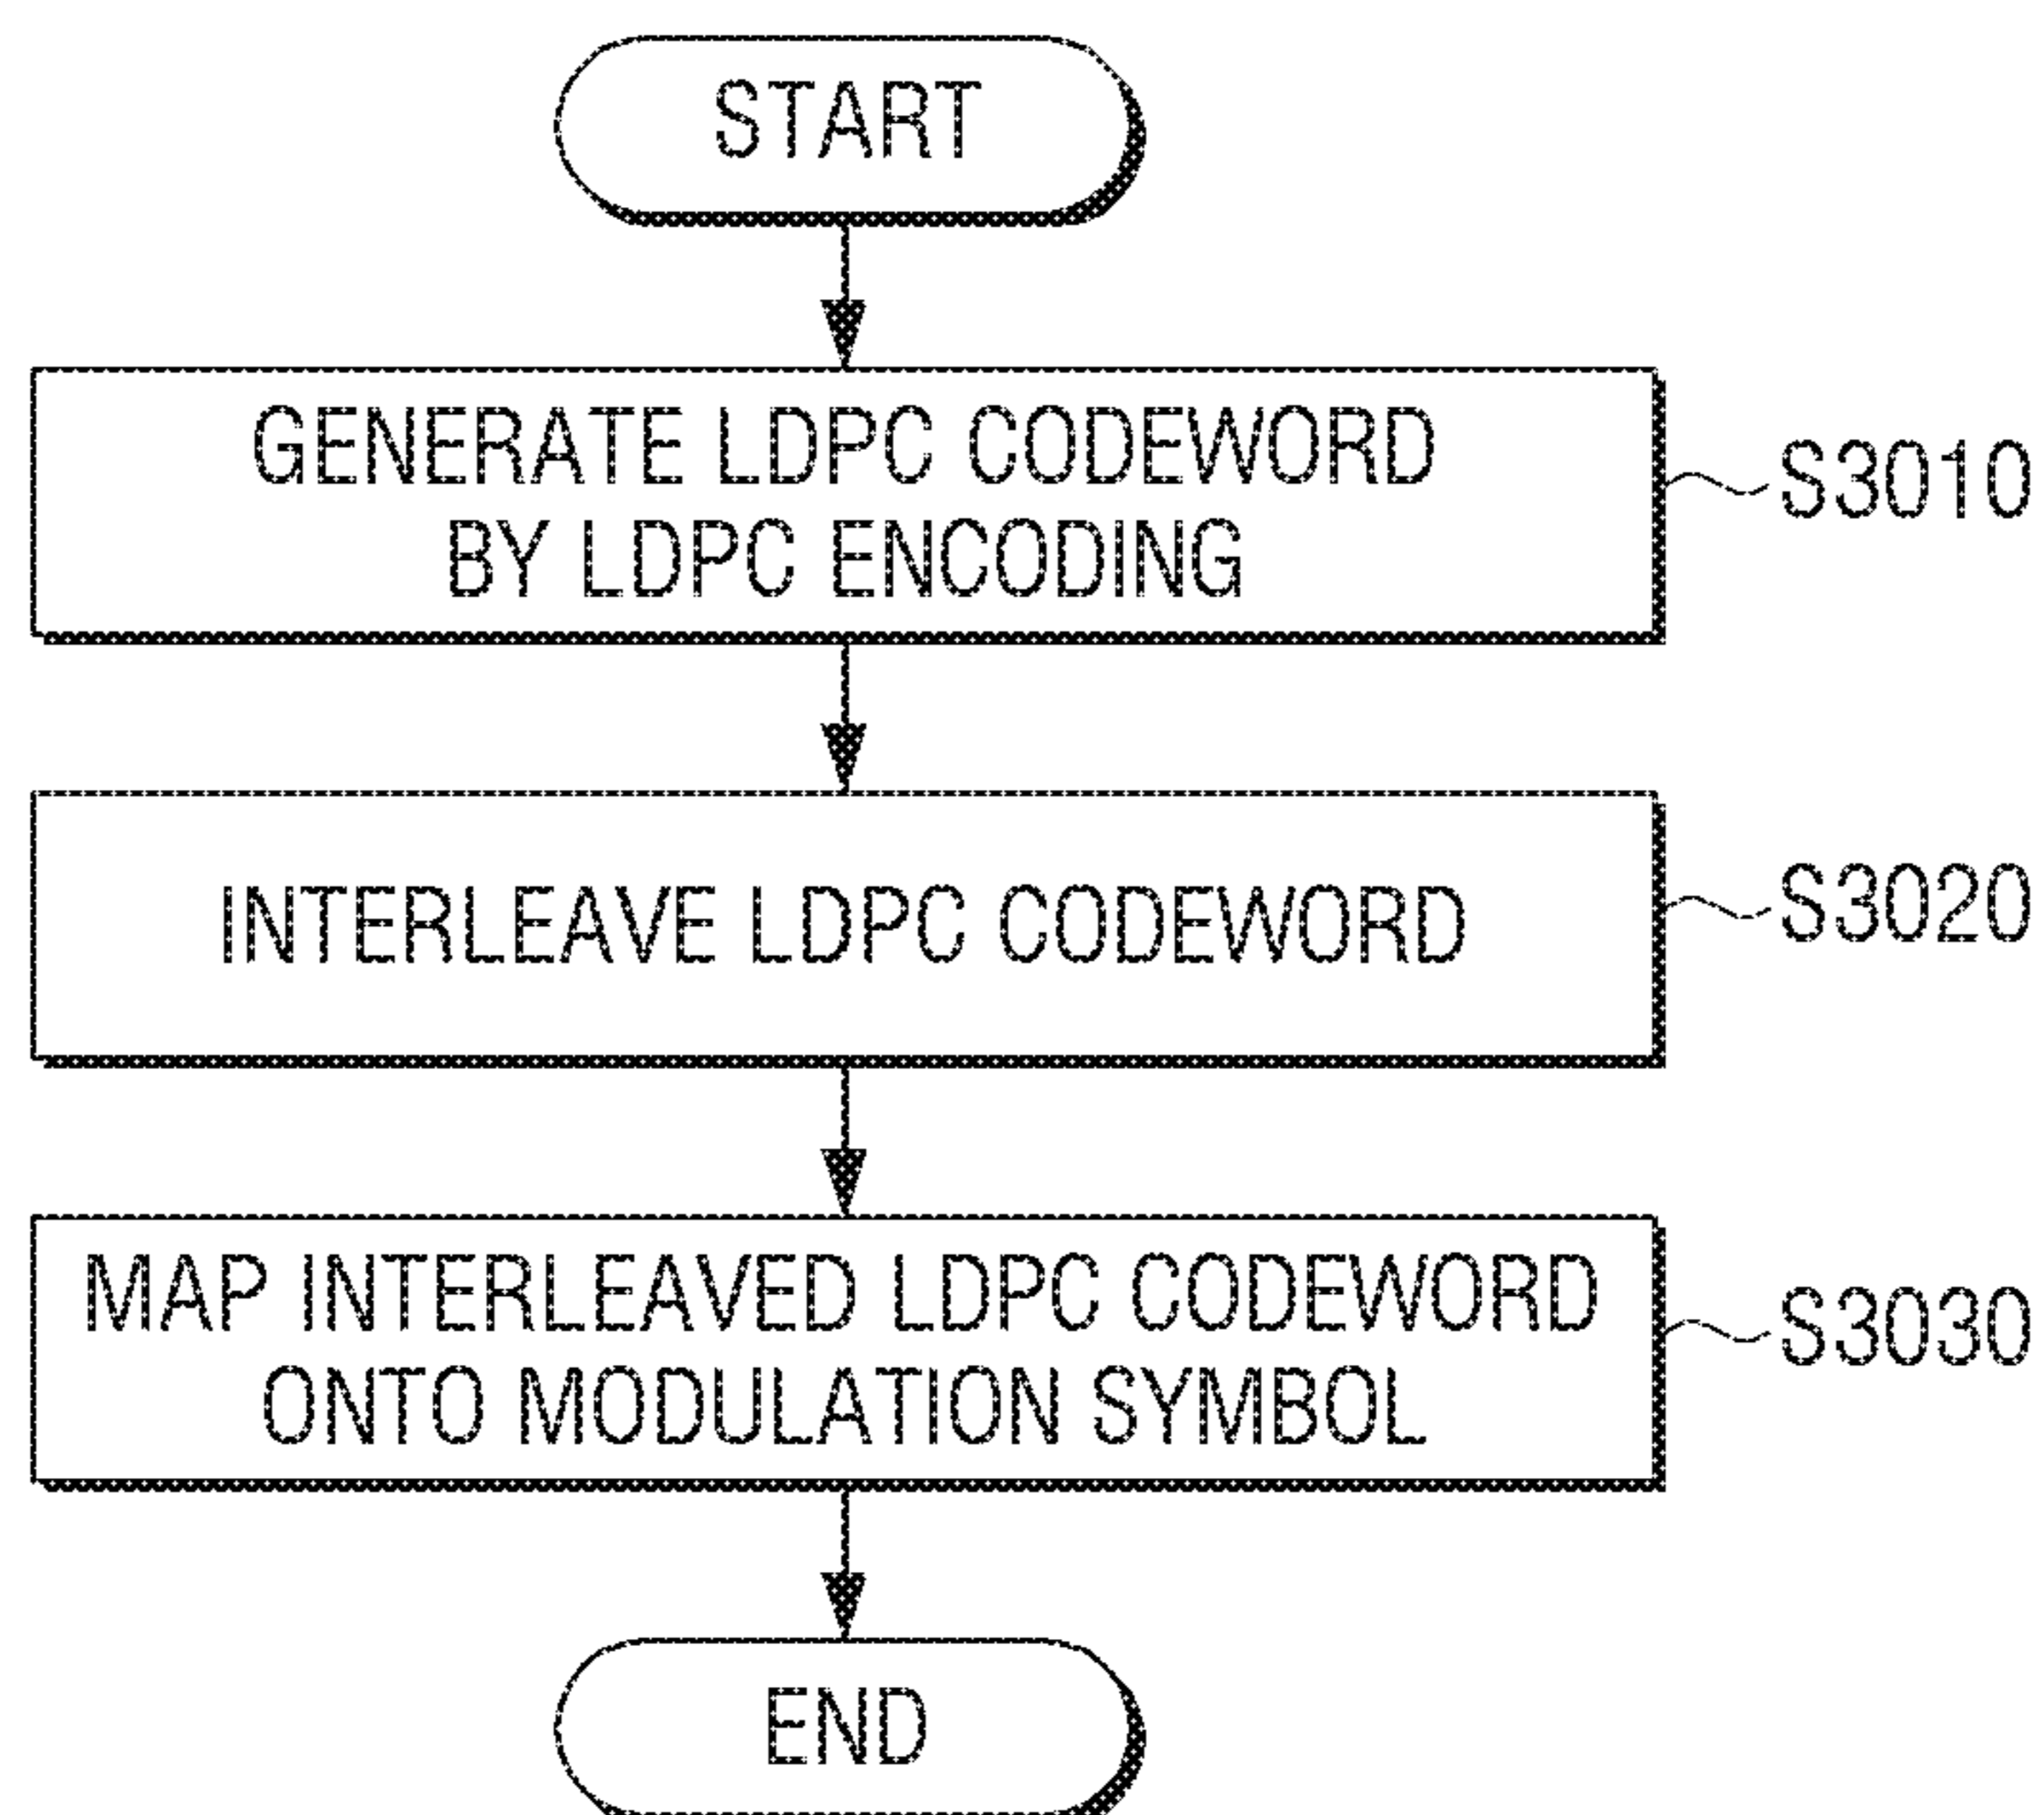 START
GENERATE LDPC CODEWORD
BY LDPC ENCODING
S3010
INTERLEAVE LDPC CODEWORD
S3020
MAP INTERLEAVED LDPC CODEWORD
ONTO MODULATION SYMBOL
S3030
END